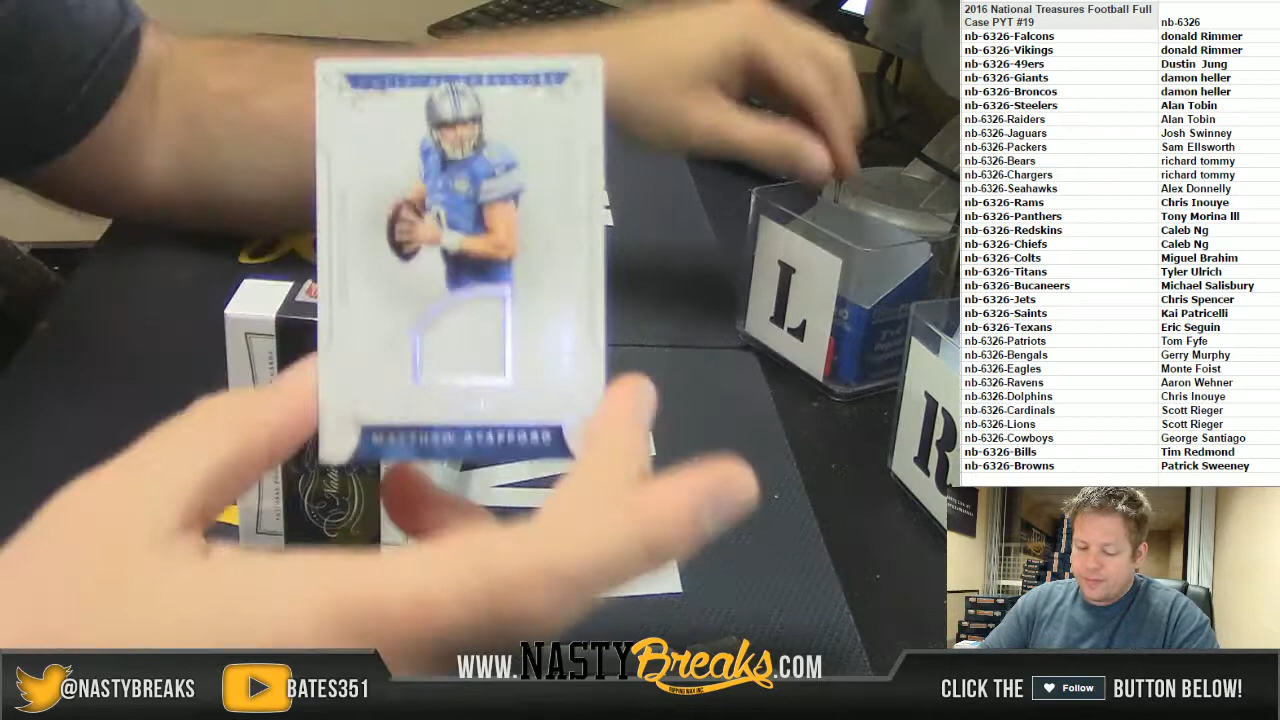 MATTHEW STAFFORD
L
R
2016 National Treasures Football Full
Case PYT #19 nb-6326
nb-6326-Falcons donald Rimmer
nb-6326-Vikings donald Rimmer
nb-6326-49ers Dustin Jung
nb-6326-Giants damon heller
nb-6326-Broncos damon heller
nb-6326-Steelers Alan Tobin
nb-6326-Raiders Alan Tobin
nb-6326-Jaguars Josh Swinney
nb-6326-Packers Sam Ellsworth
nb-6326-Bears richard tommy
nb-6326-Chargers richard tommy
nb-6326-Seahawks Alex Donnelly
nb-6326-Rams Chris Inouye
nb-6326-Panthers Tony Morina III
nb-6326-Redskins Caleb Ng
nb-6326-Chiefs Caleb Ng
nb-6326-Colts Miguel Brahim
nb-6326-Titans Tyler Ulrich
nb-6326-Bucaneers Michael Salisbury
nb-6326-Jets Chris Spencer
nb-6326-Saints Kai Patricelli
nb-6326-Texans Eric Seguin
nb-6326-Patriots Tom Fyfe
nb-6326-Bengals Gerry Murphy
nb-6326-Eagles Monte Foist
nb-6326-Ravens Aaron Wehner
nb-6326-Dolphins Chris Inouye
nb-6326-Cardinals Scott Rieger
nb-6326-Lions Scott Rieger
nb-6326-Cowboys George Santiago
nb-6326-Bills Tim Redmond
nb-6326-Browns Patrick Sweeney
@NASTYBREAKS
BATES351
WWW.NASTYBreaks.COM
RIPPING WAX INC.
CLICK THE Follow BUTTON BELOW!